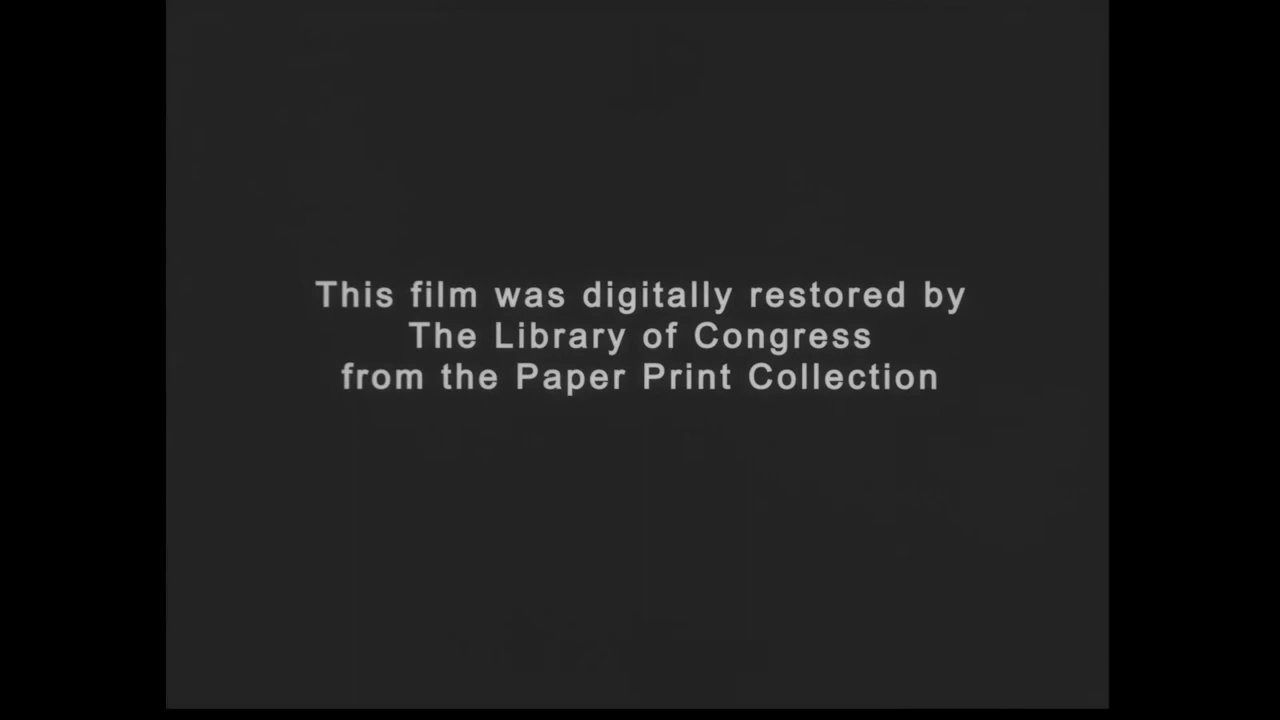 This film was digitally restored by
The Library of Congress
from the Paper Print Collection